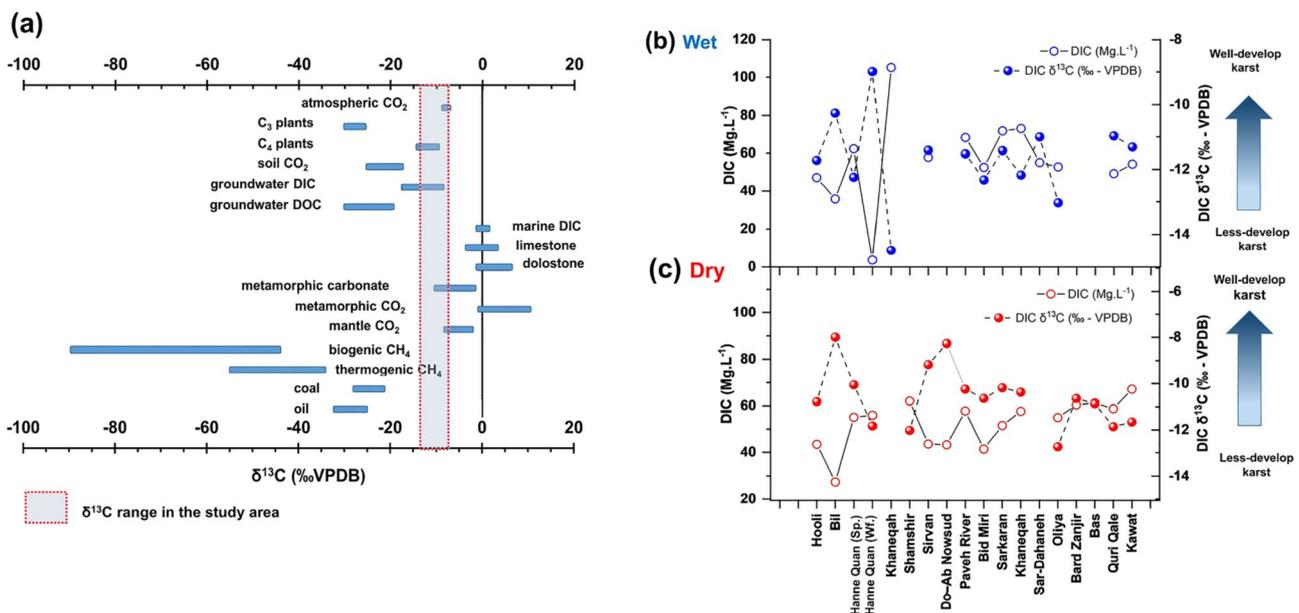 (a)
-100 -80 -60 -40 -20 0 20
atmospheric CO₂
C₃ plants
C₄ plants
soil CO₂
groundwater DIC
groundwater DOC
marine DIC
limestone
dolostone
metamorphic carbonate
metamorphic CO₂
mantle CO₂
biogenic CH₄
thermogenic CH₄
coal
oil
-100 -80 -60 -40 -20 0 20
δ¹³C (‰VPDB)
δ¹³C range in the study area
(b) Wet
DIC (Mg.L⁻¹)
120
100
80
60
40
20
0
DIC (Mg.L⁻¹)
DIC δ¹³C (‰ - VPDB)
-8
-10
-12
-14
DIC δ¹³C (‰ - VPDB)
Well-develop
karst
Less-develop
karst
(c) Dry
DIC (Mg.L⁻¹)
100
80
60
40
20
DIC (Mg.L⁻¹)
DIC δ¹³C (‰ - VPDB)
-6
-8
-10
-12
-14
DIC δ¹³C (‰ - VPDB)
Well-develop
karst
Less-develop
karst
Hooli
Bil
Hanne Quan (Sp.)
Hanne Quan (Wf.)
Khaneqah
Shamshir
Sirvan
Do–Ab Nowsud
Paveh River
Bid Miri
Sarkaran
Khaneqah
Sar-Dahaneh
Oliya
Bard Zanjir
Bas
Quri Qale
Kawat